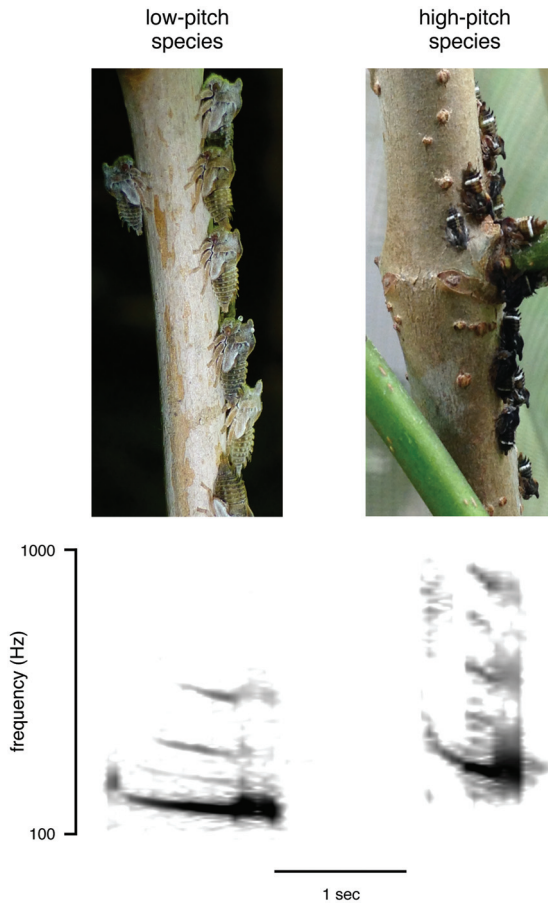 low-pitch
species
high-pitch
species
1000
frequency (Hz)
100
1 sec